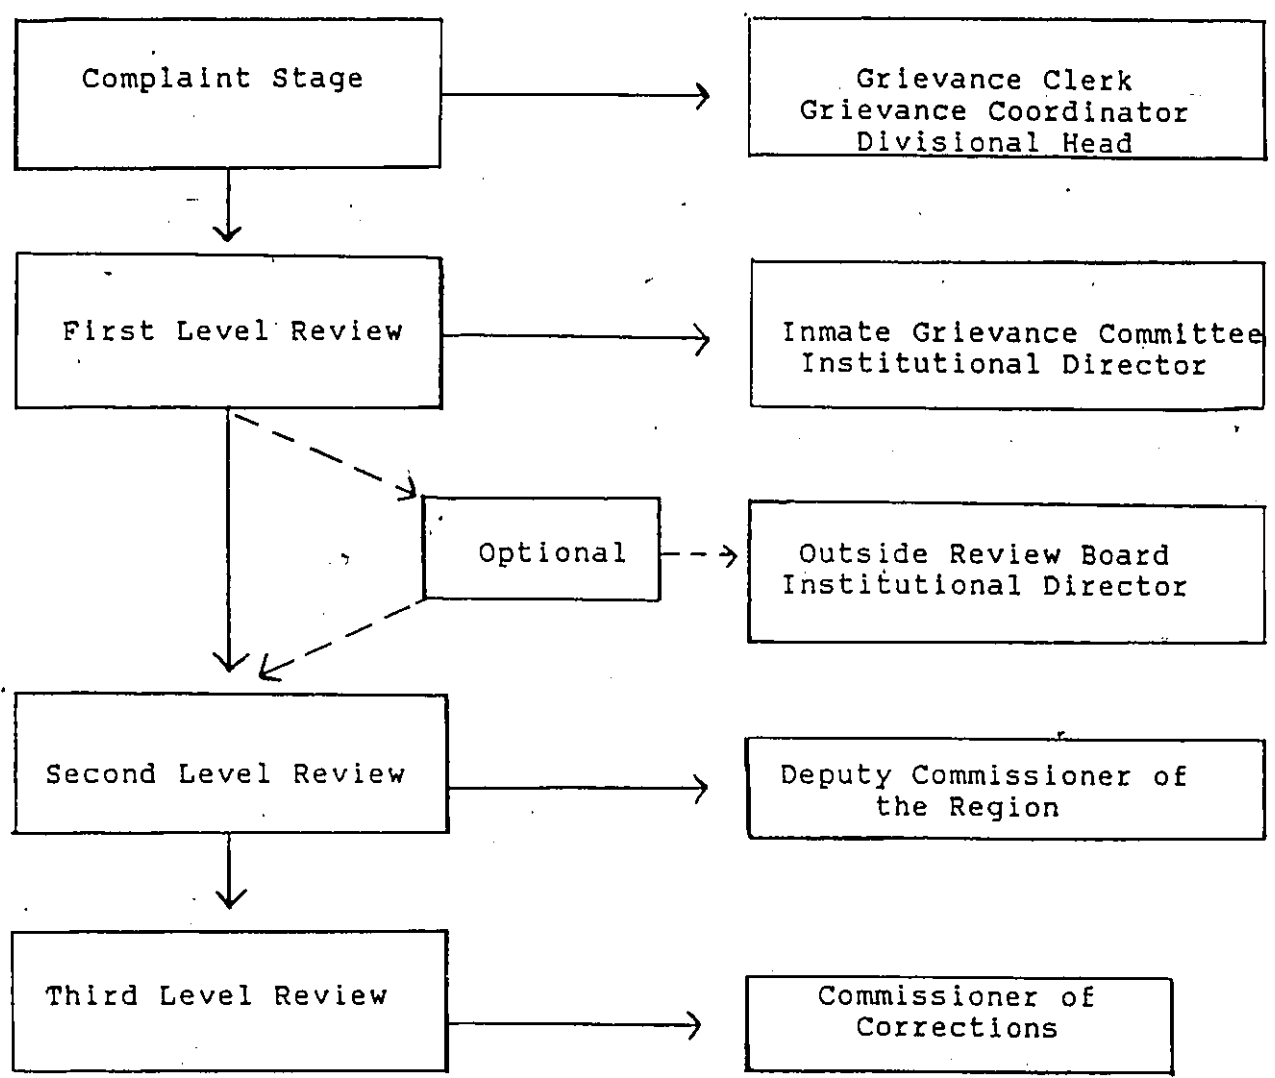 Complaint Stage
Grievance Clerk
Grievance Coordinator
Divisional Head
First Level Review
Inmate Grievance Committee
Institutional Director
Optional
Outside Review Board
Institutional Director
Second Level Review
Deputy Commissioner of
the Region
Third Level Review
Commissioner of
Corrections